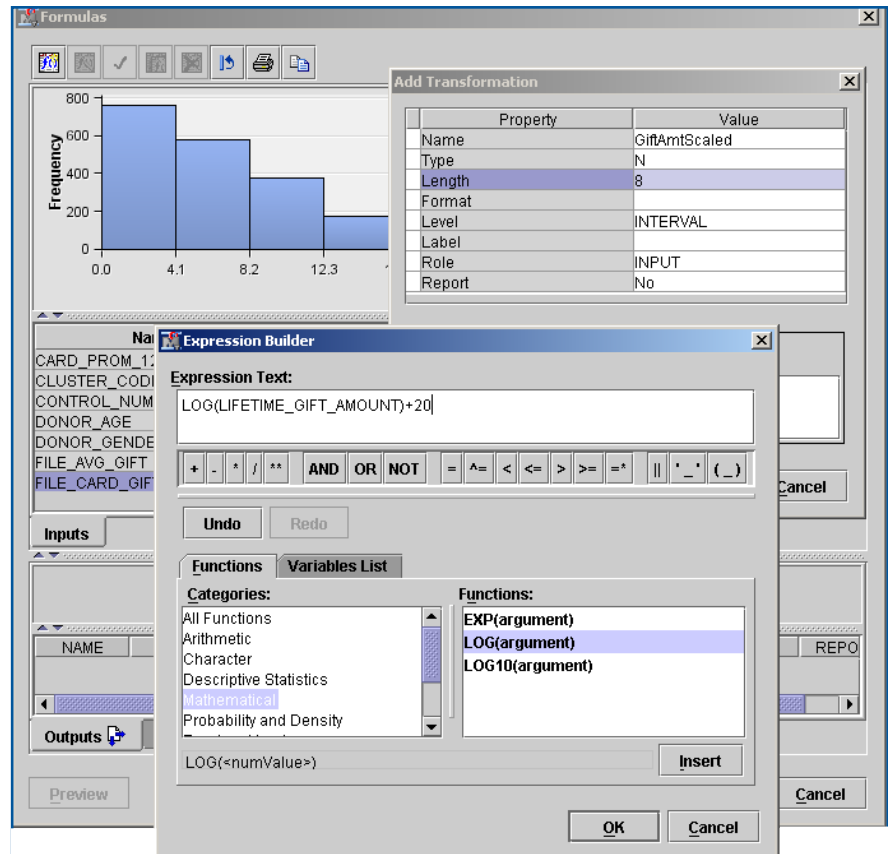 Formulas
800
600
400
200
0
Frequency
0.0 4.1 8.2 12.3
Add Transformation
Property Value
Name GiftAmtScaled
Type N
Length 8
Format
Level INTERVAL
Label
Role INPUT
Report No
CARD_PROM_12
CLUSTER_CODE
CONTROL_NUM
DONOR_AGE
DONOR_GENDE
FILE_AVG_GIFT
FILE_CARD_GIF
Inputs
Cancel
Expression Builder
Expression Text:
LOG(LIFETIME_GIFT_AMOUNT)+20
+ - * / ** AND OR NOT = ^= < <= > >= =* || '_' (_)
Undo Redo
Functions Variables List
Categories: Functions:
All Functions
Arithmetic
Character
Descriptive Statistics
Mathematical
Probability and Density
EXP(argument)
LOG(argument)
LOG10(argument)
LOG(<numValue>)
Insert
OK Cancel
NAME REPO
Outputs
Preview
Cancel